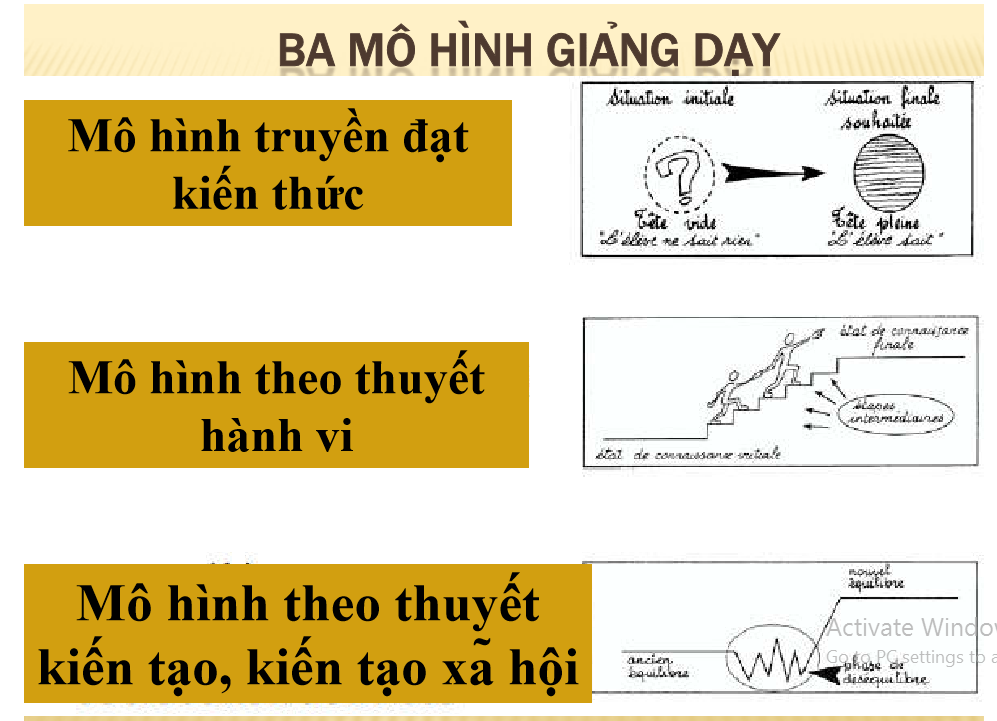 BA MÔ HÌNH GIẢNG DẠY
Mô hình truyền đạt
kiến thức
Situation initiale
Situation finale
souhaitée
Tête vide
"L'élève ne sait rien"
Tête pleine
"L'élève sait"
Mô hình theo thuyết
hành vi
état de connaissance
finale
étapes
intermédiaires
état de connaissance initiale
Mô hình theo thuyết
kiến tạo, kiến tạo xã hội
nouvel
équilibre
ancien
équilibre
phase de
deséquilibre
Activate Window
Go to PG settings to a